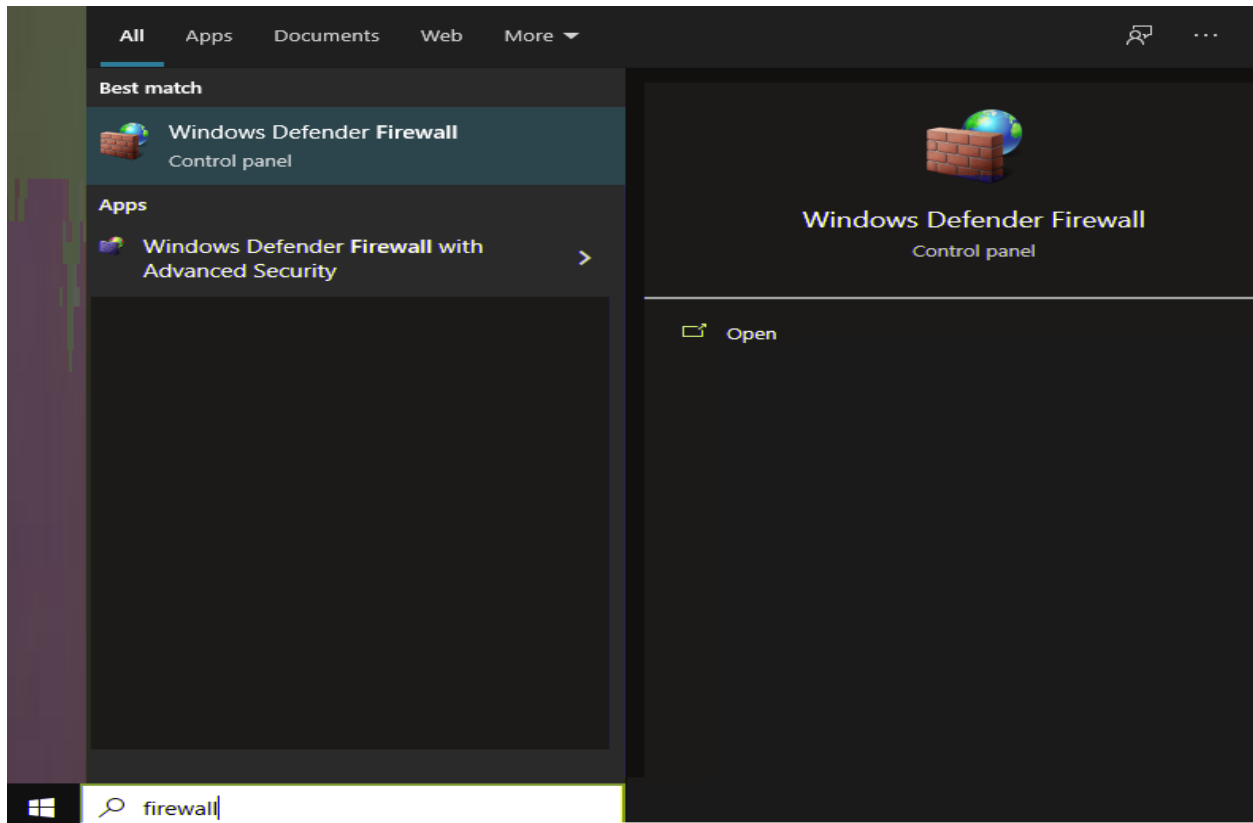 All Apps Documents Web More
Best match
Windows Defender Firewall
Control panel
Apps
Windows Defender Firewall with
Advanced Security
Windows Defender Firewall
Control panel
Open
firewall